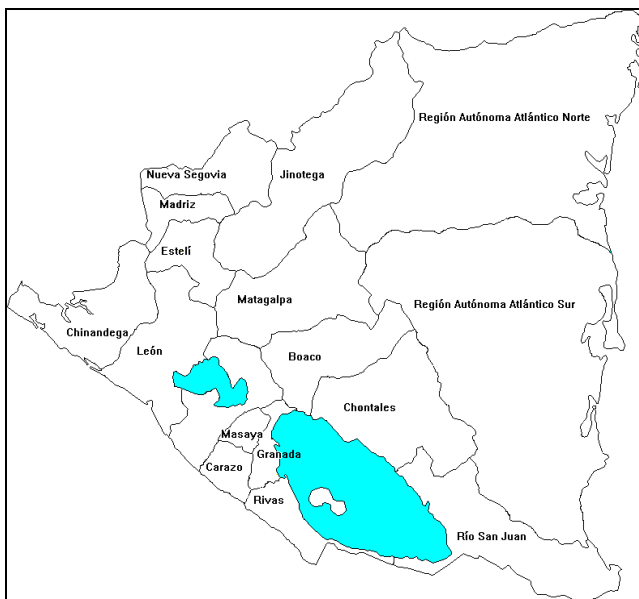 Región Autónoma Atlántico Norte
Nueva Segovia
Jinotega
Madriz
Estelí
Matagalpa
Región Autónoma Atlántico Sur
Chinandega
León
Boaco
Chontales
Masaya
Granada
Carazo
Rivas
Río San Juan